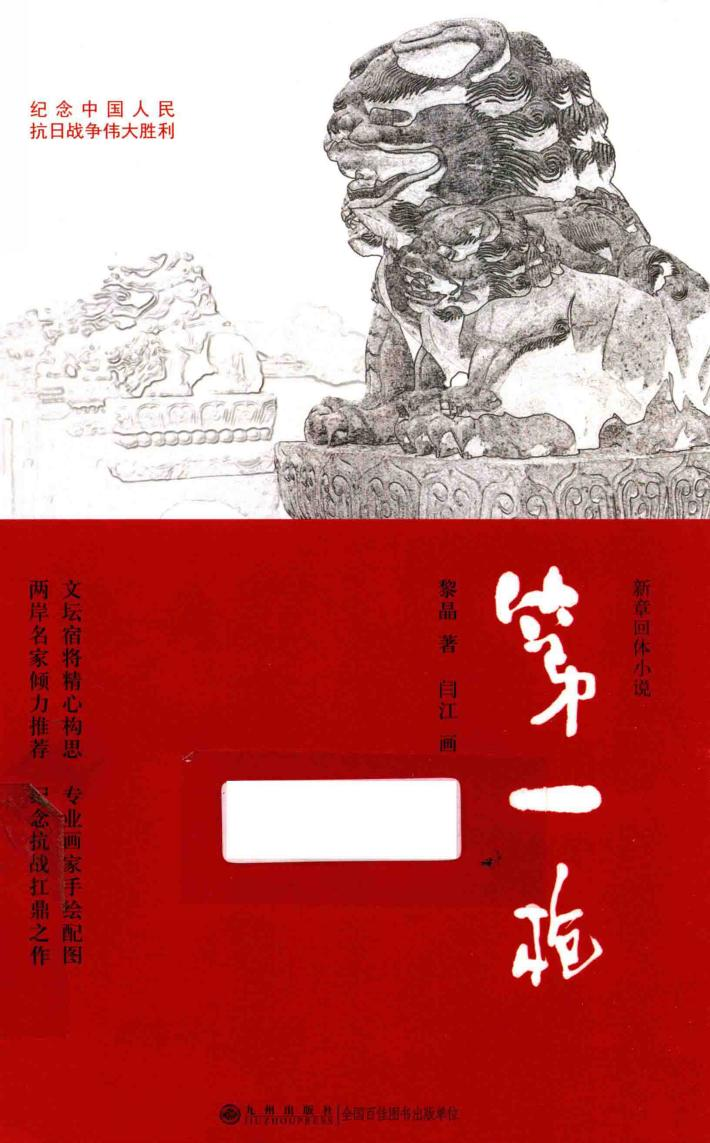 纪念中国人民
抗日战争伟大胜利
新章回体小说
第一枪
黎晶 著 闫江 画
文坛宿将精心构思 专业画家手绘配图
两岸名家倾力推荐 纪念抗战扛鼎之作
九州出版社
JIUZHOUPRESS
全国百佳图书出版单位